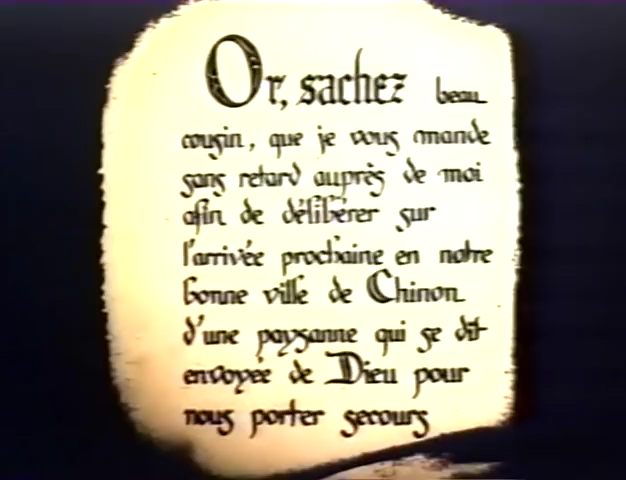 Or, sachez beau
cousin, que je vous mande
sans retard auprès de moi
afin de délibérer sur
l'arrivée prochaine en notre
bonne ville de Chinon
d'une paysanne qui se dit
envoyée de Dieu pour
nous porter secours